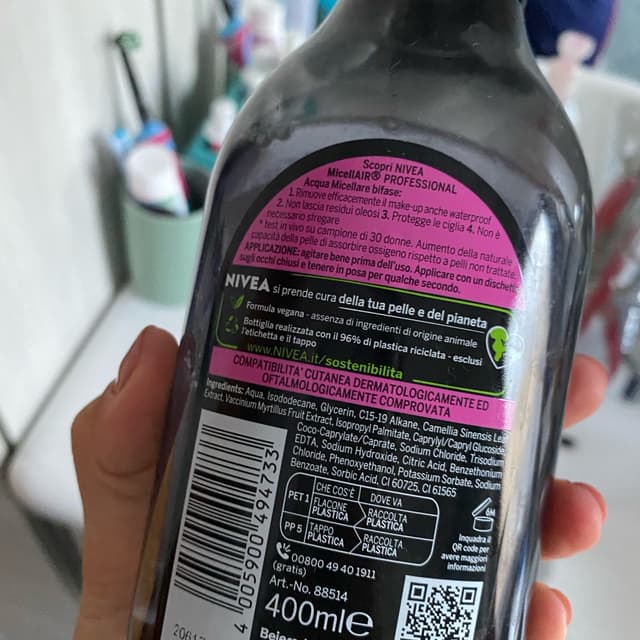 Scopri NIVEA
MicellAIR® PROFESSIONAL
Acqua Micellare bifase:
1. Rimuove efficacemente il make-up anche waterproof
2. Non lascia residui oleosi 3. Protegge le ciglia 4. Non è
necessario sfregare
* test in vivo su campione di 30 donne. Aumento della naturale
capacità della pelle di assorbire ossigeno rispetto a pelli non trattate.
APPLICAZIONE: agitare bene prima dell'uso. Applicare con un dischetto
sugli occhi chiusi e tenere in posa per qualche secondo.
NIVEA si prende cura della tua pelle e del pianeta
Formula vegana - assenza di ingredienti di origine animale
Bottiglia realizzata con il 96% di plastica riciclata - esclusi
l'etichetta e il tappo
www.NIVEA.it/sostenibilita
COMPATIBILITA' CUTANEA DERMATOLOGICAMENTE ED
OFTALMOLOGICAMENTE COMPROVATA
Ingredients: Aqua, Isododecane, Glycerin, C15-19 Alkane, Camellia Sinensis Leaf
Extract, Vaccinium Myrtillus Fruit Extract, Isopropyl Palmitate, Caprylyl/Capryl Glucoside,
Coco-Caprylate/Caprate, Sodium Chloride, Trisodium
EDTA, Sodium Hydroxide, Citric Acid, Benzethonium
Chloride, Phenoxyethanol, Potassium Sorbate, Sodium
Benzoate, Sorbic Acid, CI 60725, CI 61565
CHE COS'È DOVE VA
PET 1 FLACONE PLASTICA RACCOLTA PLASTICA
PP 5 TAPPO PLASTICA RACCOLTA PLASTICA
6M
Inquadra il
QR code per
avere maggiori
informazioni
00800 49 40 1911
(gratis)
Art.-No. 88514
400ml℮
4 005900 494733